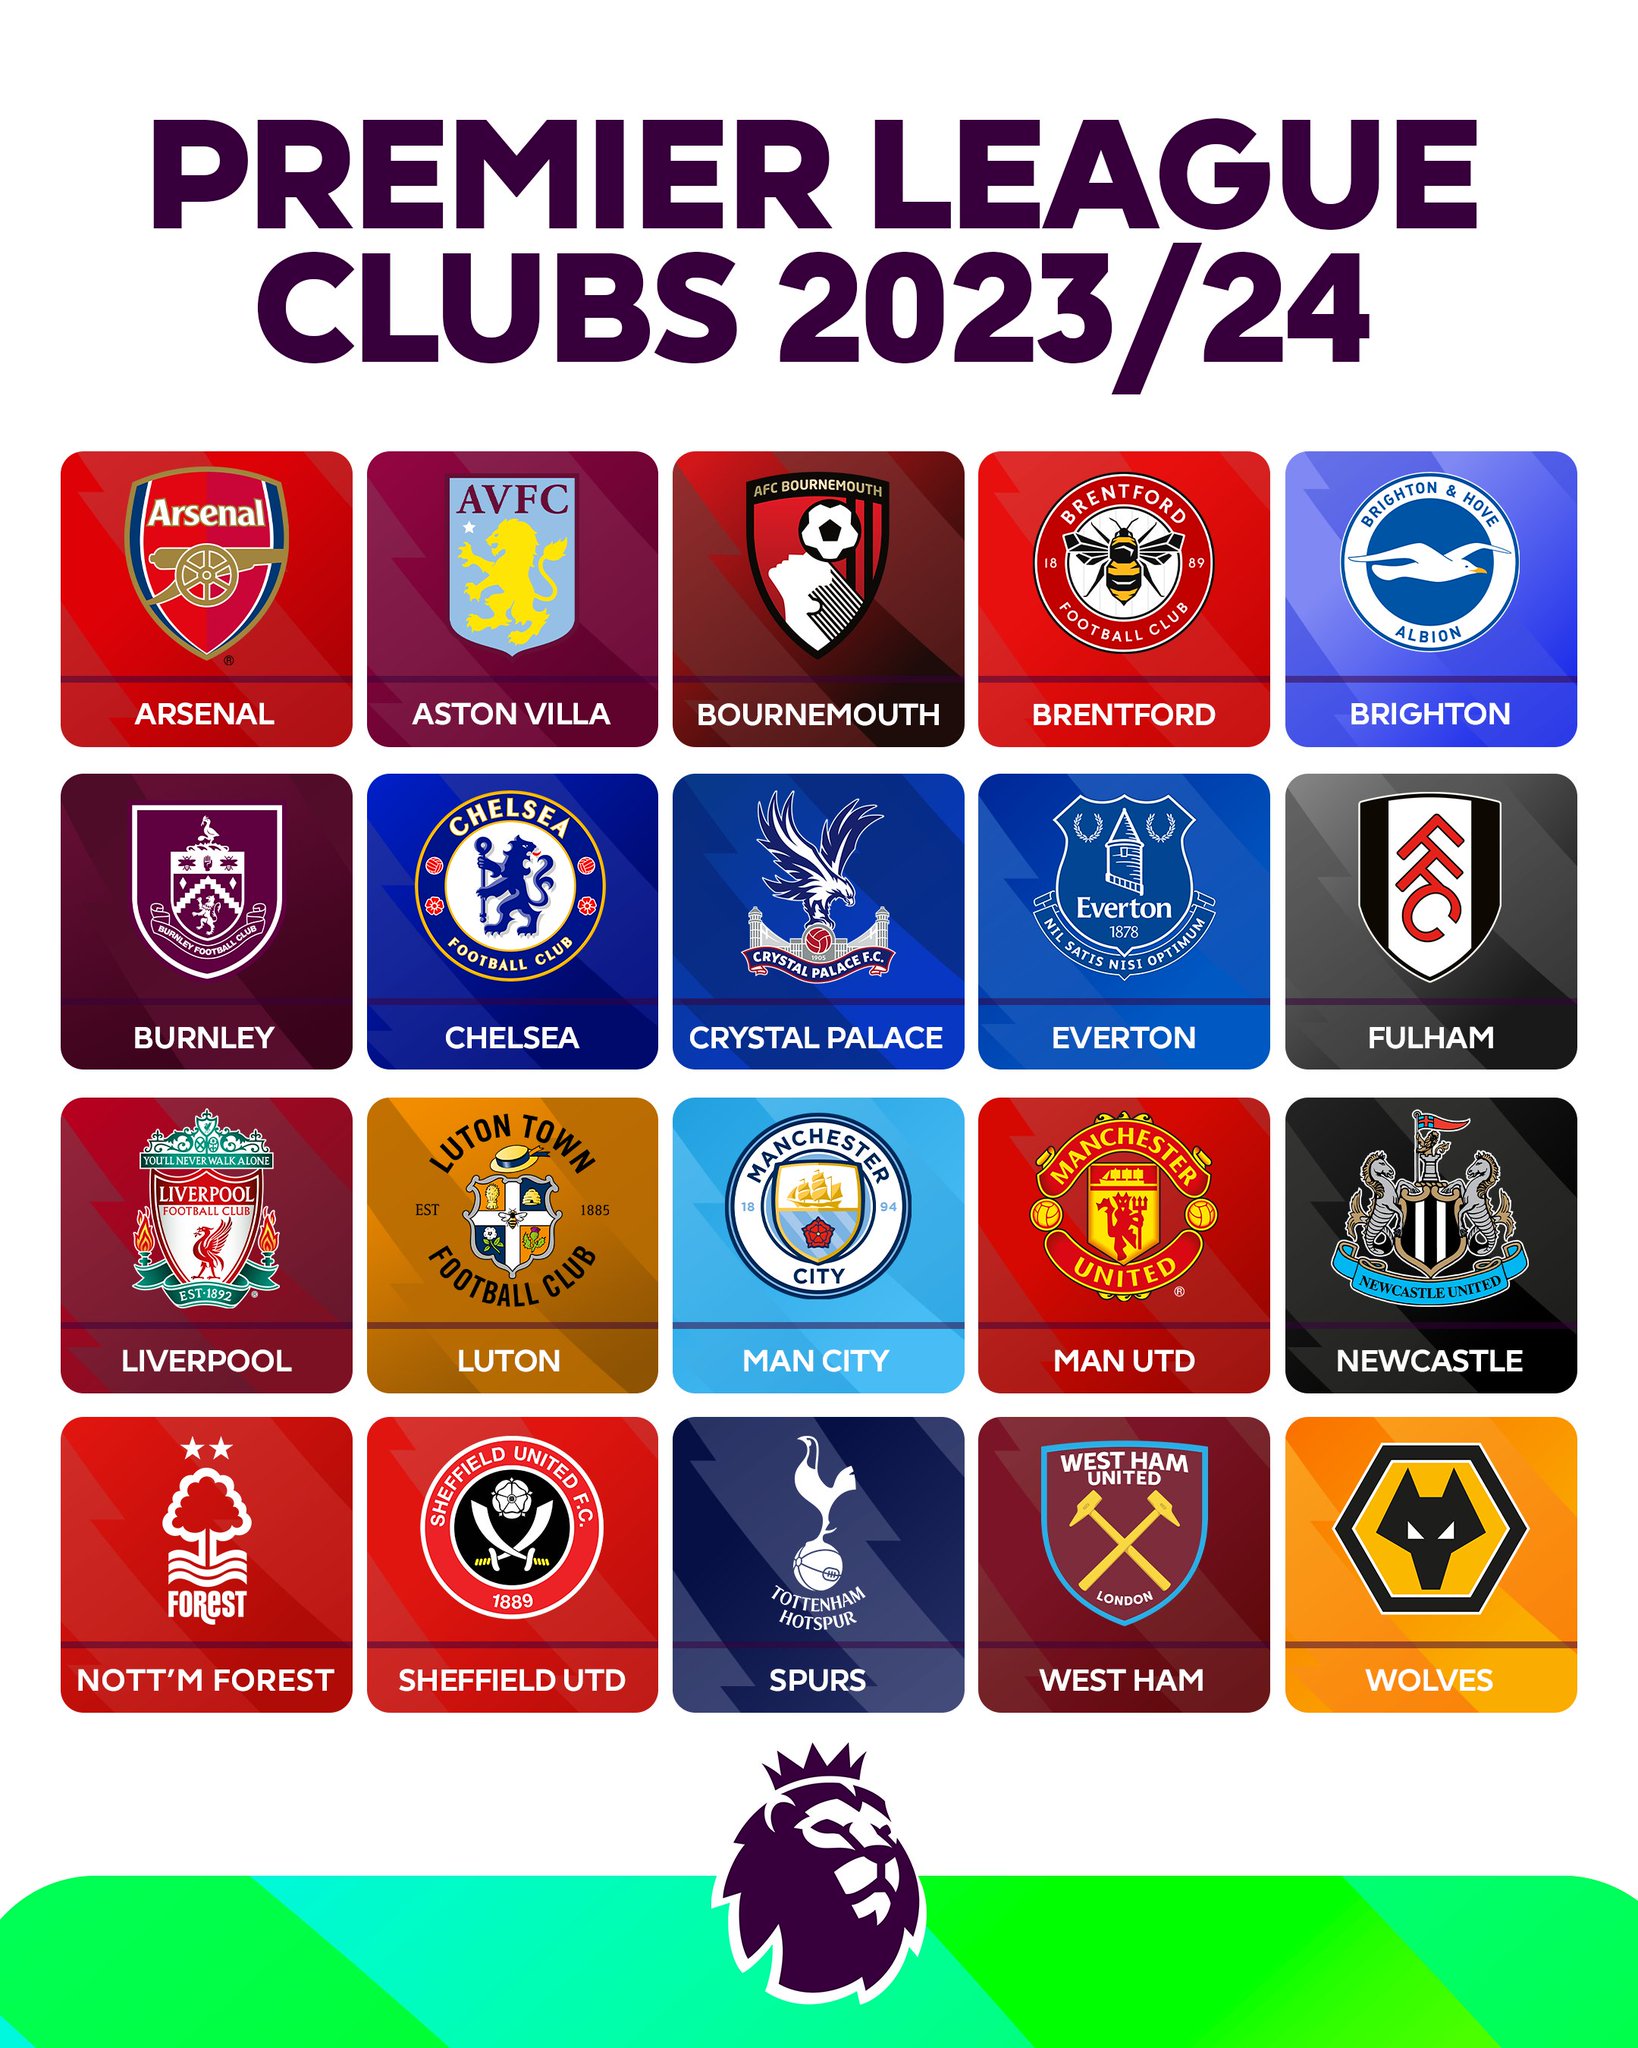 PREMIER LEAGUE
CLUBS 2023/24
Arsenal
®
ARSENAL
AVFC
ASTON VILLA
AFC BOURNEMOUTH
BOURNEMOUTH
BRENTFORD
18 89
FOOTBALL CLUB
BRENTFORD
BRIGHTON & HOVE
ALBION
BRIGHTON
BURNLEY FOOTBALL CLUB
BURNLEY
CHELSEA
FOOTBALL CLUB
CHELSEA
1905
CRYSTAL PALACE F.C.
CRYSTAL PALACE
Everton
1878
NIL SATIS NISI OPTIMUM
EVERTON
FFC
FULHAM
YOU'LL NEVER WALK ALONE
LIVERPOOL
FOOTBALL CLUB
EST·1892
®
LIVERPOOL
LUTON TOWN
EST 1885
FOOTBALL CLUB
LUTON
MANCHESTER
18 94
CITY
MAN CITY
MANCHESTER
UNITED
®
MAN UTD
NEWCASTLE UNITED
NEWCASTLE
FOREST
NOTT'M FOREST
SHEFFIELD UNITED F.C.
1889
SHEFFIELD UTD
TOTTENHAM
HOTSPUR
SPURS
WEST HAM
UNITED
LONDON
WEST HAM
WOLVES